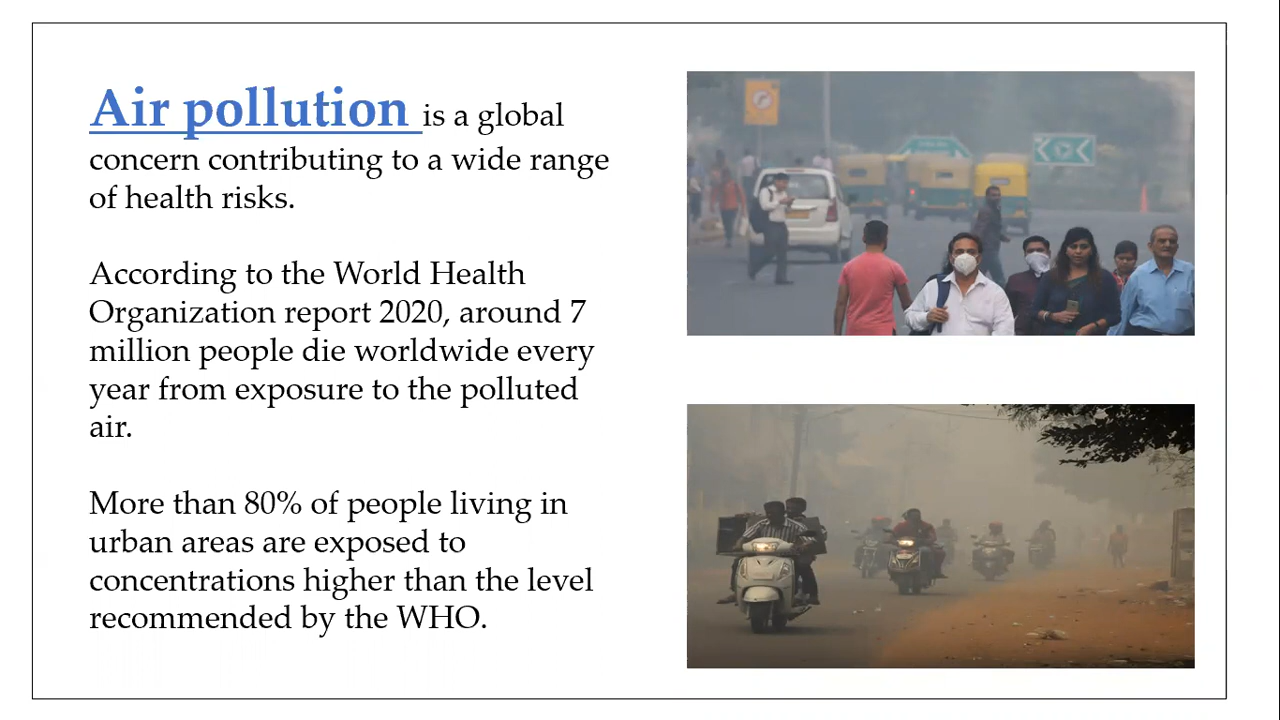 Air pollution is a global
concern contributing to a wide range
of health risks.
According to the World Health
Organization report 2020, around 7
million people die worldwide every
year from exposure to the polluted
air.
More than 80% of people living in
urban areas are exposed to
concentrations higher than the level
recommended by the WHO.